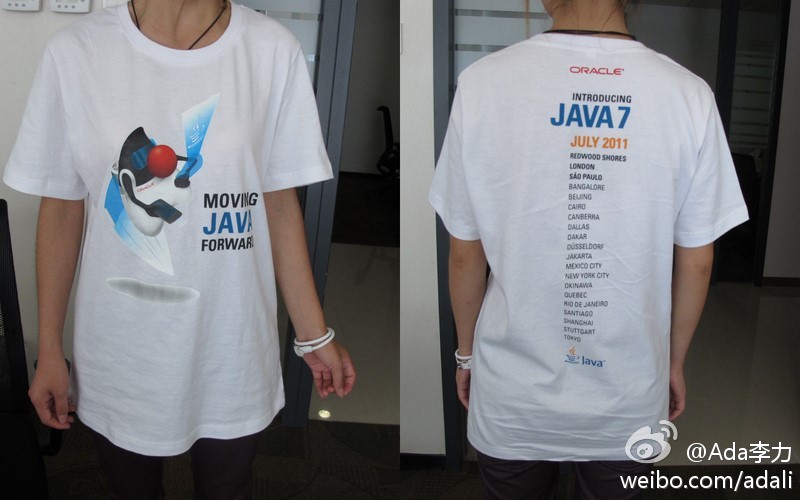 ORACLE
MOVING
JAVA
FORWARD
ORACLE
INTRODUCING
JAVA 7
JULY 2011
REDWOOD SHORES
LONDON
SÃO PAULO
BANGALORE
BEIJING
CAIRO
CANBERRA
DALLAS
DAKAR
DÜSSELDORF
JAKARTA
MEXICO CITY
NEW YORK CITY
OKINAWA
QUEBEC
RIO DE JANEIRO
SANTIAGO
SHANGHAI
STUTTGART
TOKYO
Java
@Ada李力
weibo.com/adali